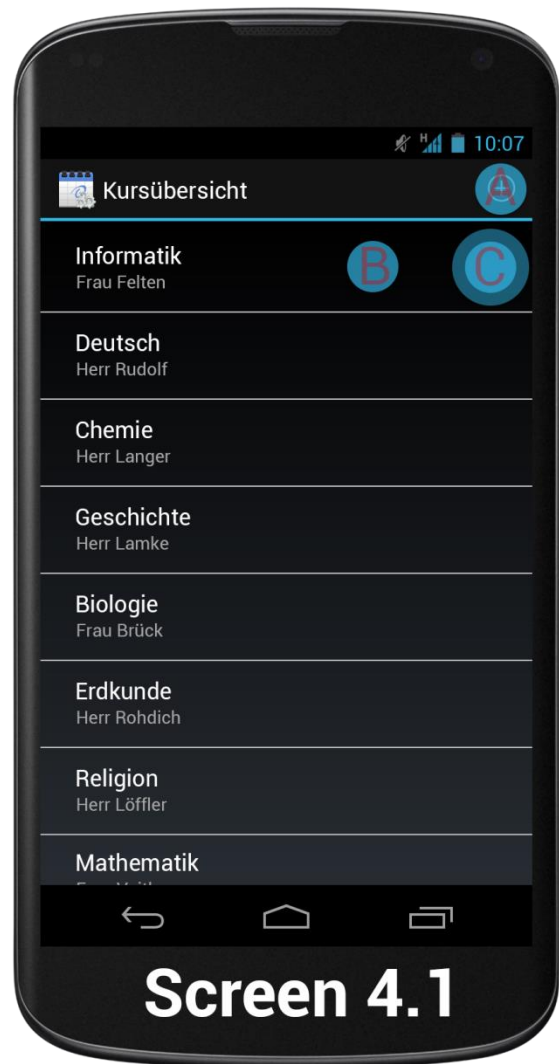 H 10:07
Kursübersicht A
Informatik B C
Frau Felten
Deutsch
Herr Rudolf
Chemie
Herr Langer
Geschichte
Herr Lamke
Biologie
Frau Brück
Erdkunde
Herr Rohdich
Religion
Herr Löffler
Mathematik
Screen 4.1